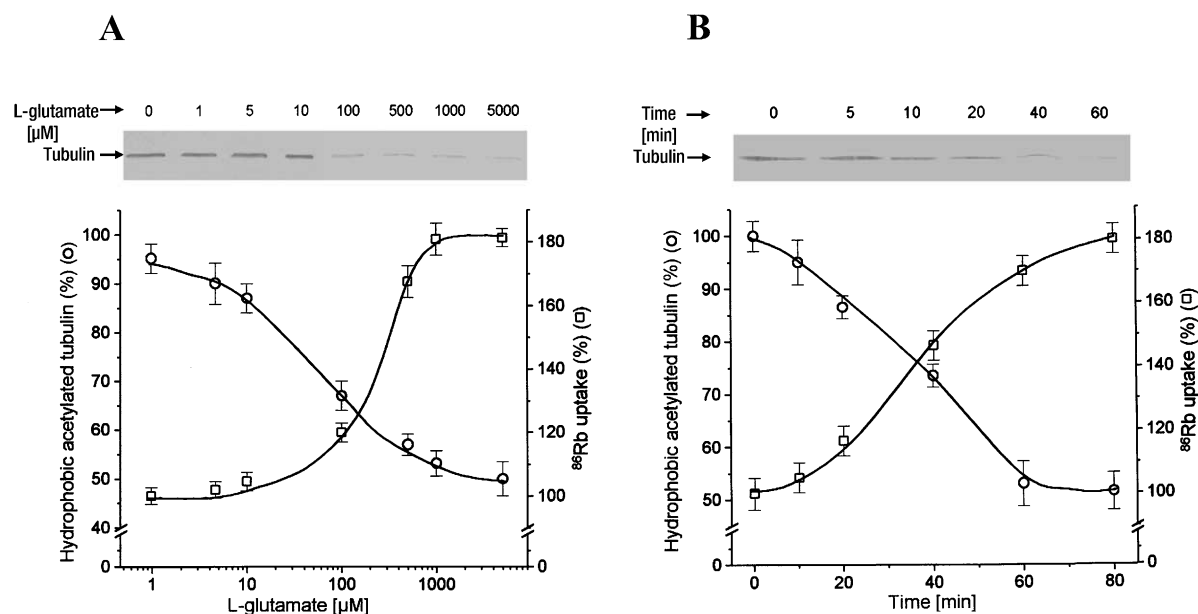 A
L-glutamate 0 1 5 10 100 500 1000 5000
[µM]
Tubulin
Hydrophobic acetylated tubulin (%) (O)
100
90
80
70
60
50
40
0
180
160
140
120
100
0
⁸⁶Rb uptake (%) (□)
1 10 100 1000
L-glutamate [µM]
B
Time 0 5 10 20 40 60
[min]
Tubulin
Hydrophobic acetylated tubulin (%) (O)
100
90
80
70
60
50
0
180
160
140
120
100
0
⁸⁶Rb uptake (%) (□)
0 20 40 60 80
Time [min]